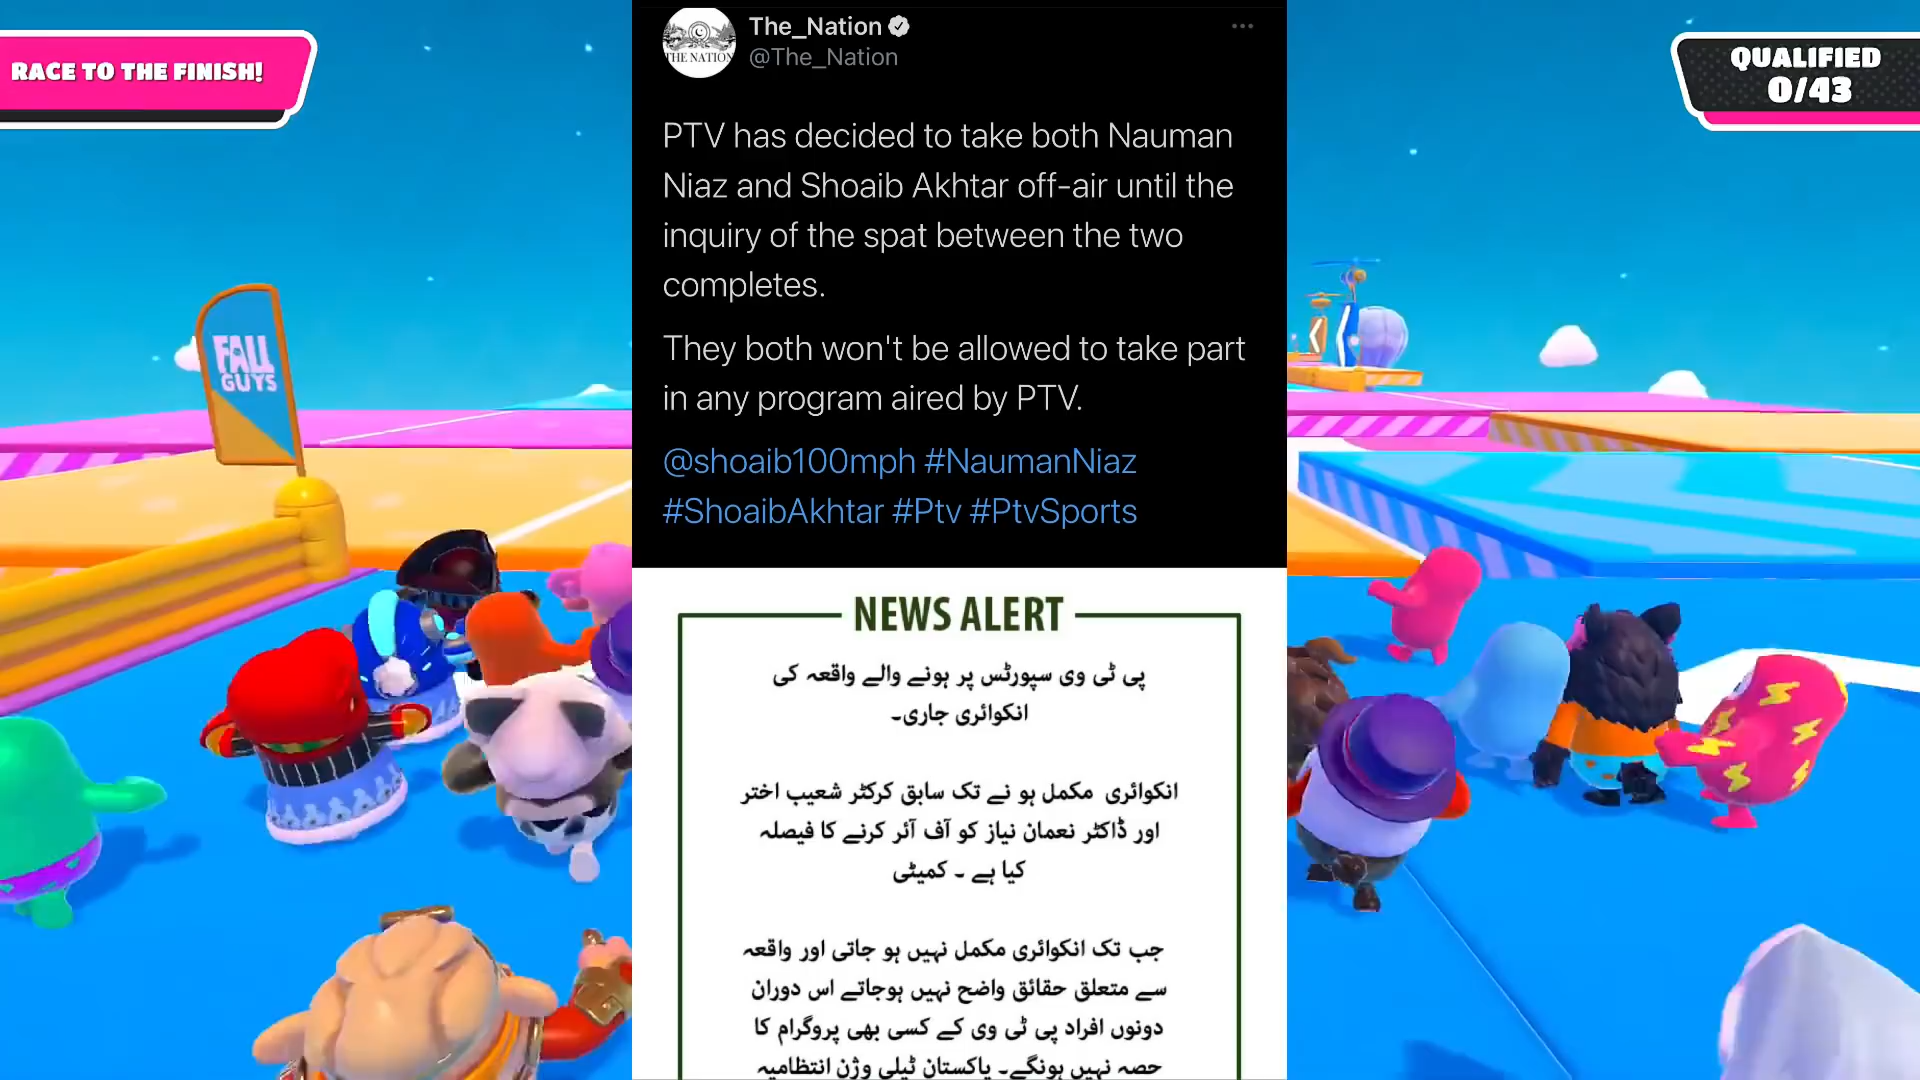 RACE TO THE FINISH!
QUALIFIED
0/43
FALL
GUYS
THE NATION
The_Nation
@The_Nation
PTV has decided to take both Nauman
Niaz and Shoaib Akhtar off-air until the
inquiry of the spat between the two
completes.
They both won't be allowed to take part
in any program aired by PTV.
@shoaib100mph #NaumanNiaz
#ShoaibAkhtar #Ptv #PtvSports
NEWS ALERT
پی ٹی وی سپورٹس پر ہونے والے واقعہ کی
انکوائری جاری۔
انکوائری مکمل ہو نے تک سابق کرکٹر شعیب اختر
اور ڈاکٹر نعمان نیاز کو آف آئر کرنے کا فیصلہ
کیا ہے ۔ کمیٹی
جب تک انکوائری مکمل نہیں ہو جاتی اور واقعہ
سے متعلق حقائق واضح نہیں ہوجاتے اس دوران
دونوں افراد پی ٹی وی کے کسی بھی پروگرام کا
حصہ نہیں ہونگے۔ پاکستان ٹیلی وژن انتظامیہ